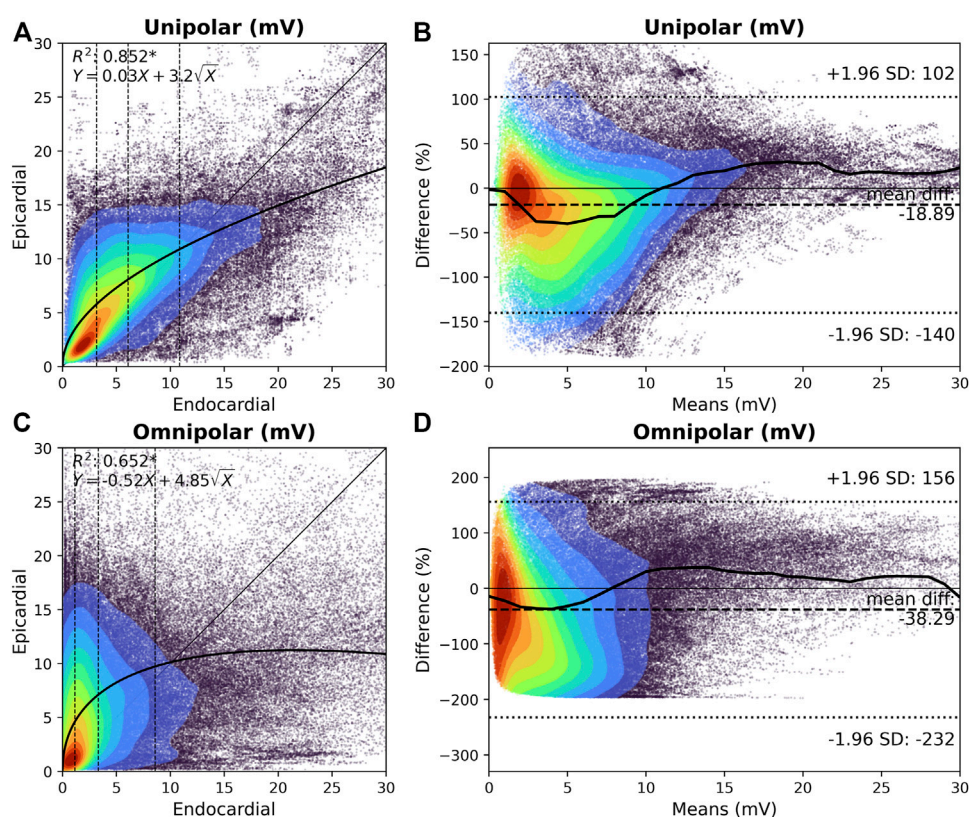 A
Unipolar (mV)
R²: 0.852*
Y = 0.03X + 3.2√X
30
25
20
15
10
5
0
Epicardial
0 5 10 15 20 25 30
Endocardial
B
Unipolar (mV)
150
100
50
0
−50
−100
−150
−200
Difference (%)
+1.96 SD: 102
mean diff:
-18.89
-1.96 SD: -140
0 5 10 15 20 25 30
Means (mV)
C
Omnipolar (mV)
R²: 0.652*
Y = -0.52X + 4.85√X
30
25
20
15
10
5
0
Epicardial
0 5 10 15 20 25 30
Endocardial
D
Omnipolar (mV)
200
100
0
−100
−200
−300
Difference (%)
+1.96 SD: 156
mean diff:
-38.29
-1.96 SD: -232
0 5 10 15 20 25 30
Means (mV)